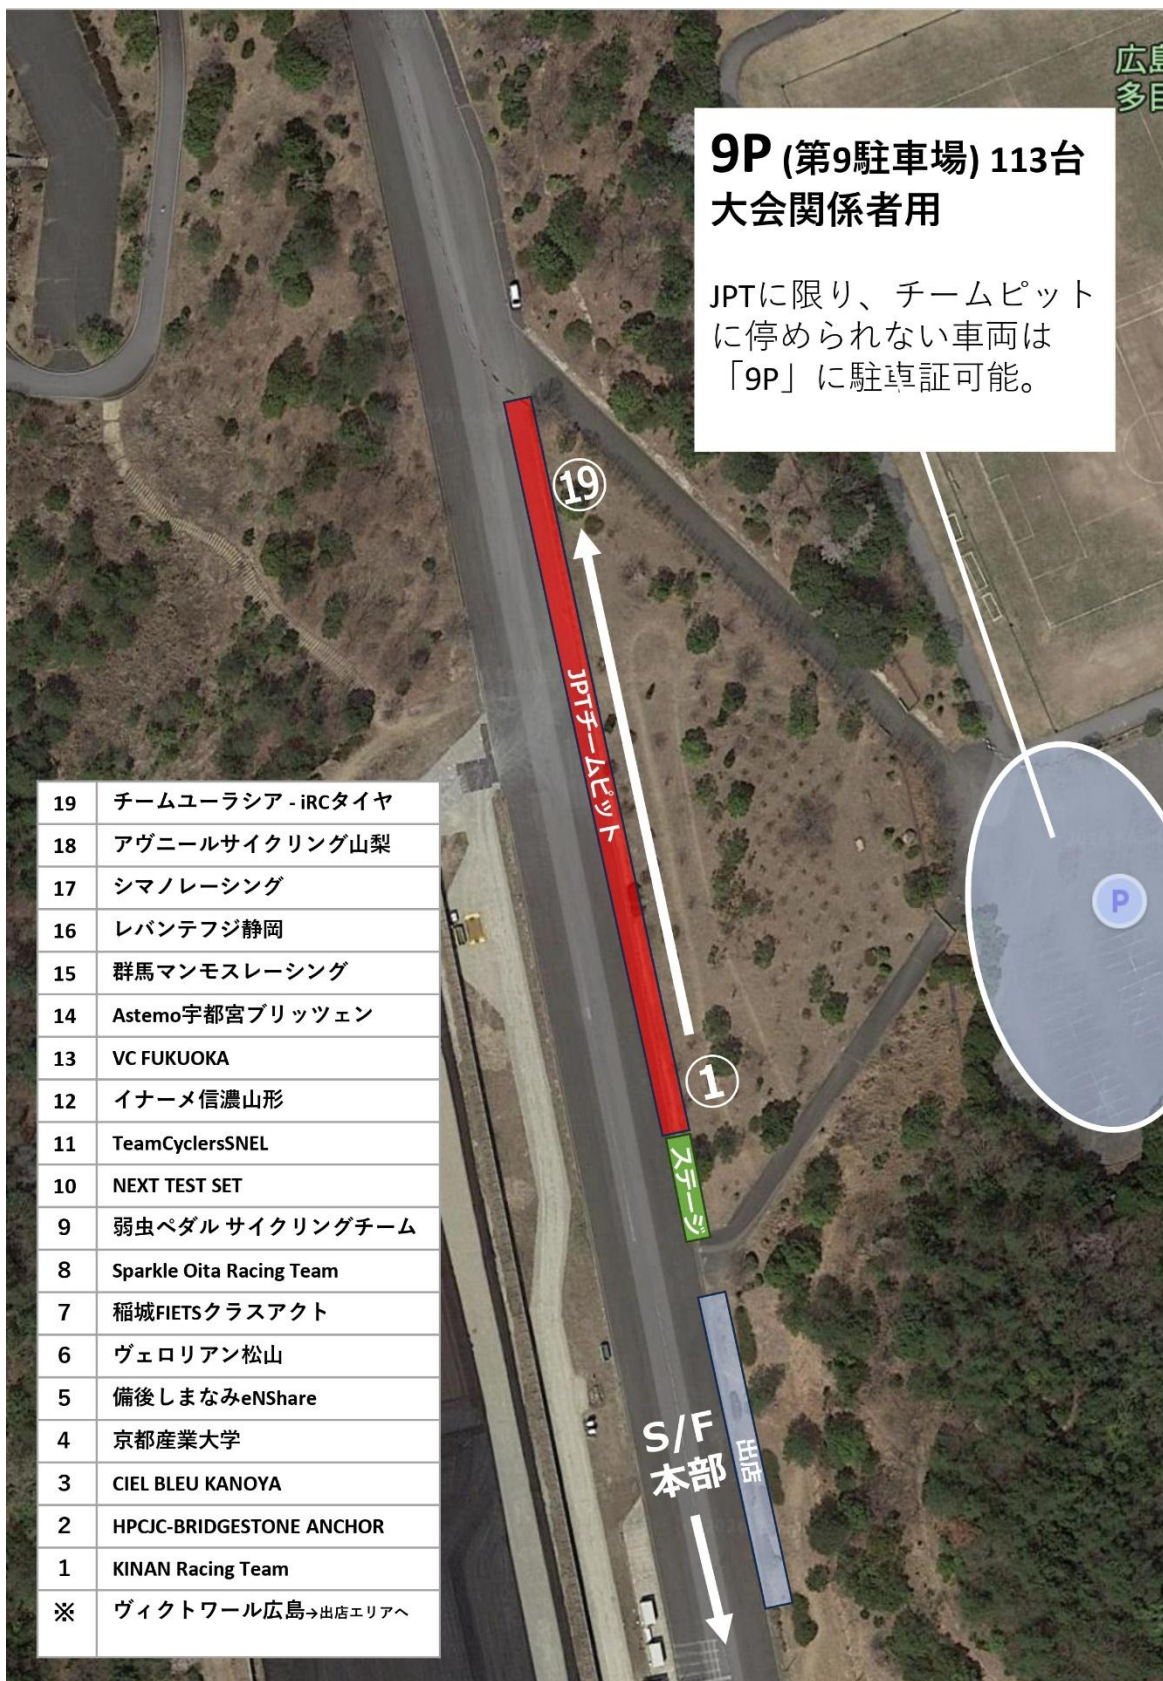 広島
多目
9P (第9駐車場) 113台
大会関係者用
JPTに限り、チームピット
に停められない車両は
「9P」に駐車証可能。
⑲
JPTチームピット
P
①
ステージ
出店
S/F
本部
19 チームユーラシア - iRCタイヤ
18 アヴニールサイクリング山梨
17 シマノレーシング
16 レバンテフジ静岡
15 群馬マンモスレーシング
14 Astemo宇都宮ブリッツェン
13 VC FUKUOKA
12 イナーメ信濃山形
11 TeamCyclersSNEL
10 NEXT TEST SET
9 弱虫ペダル サイクリングチーム
8 Sparkle Oita Racing Team
7 稲城FIETSクラスアクト
6 ヴェロリアン松山
5 備後しまなみeNShare
4 京都産業大学
3 CIEL BLEU KANOYA
2 HPCJC-BRIDGESTONE ANCHOR
1 KINAN Racing Team
※ ヴィクトワール広島→出店エリアへ